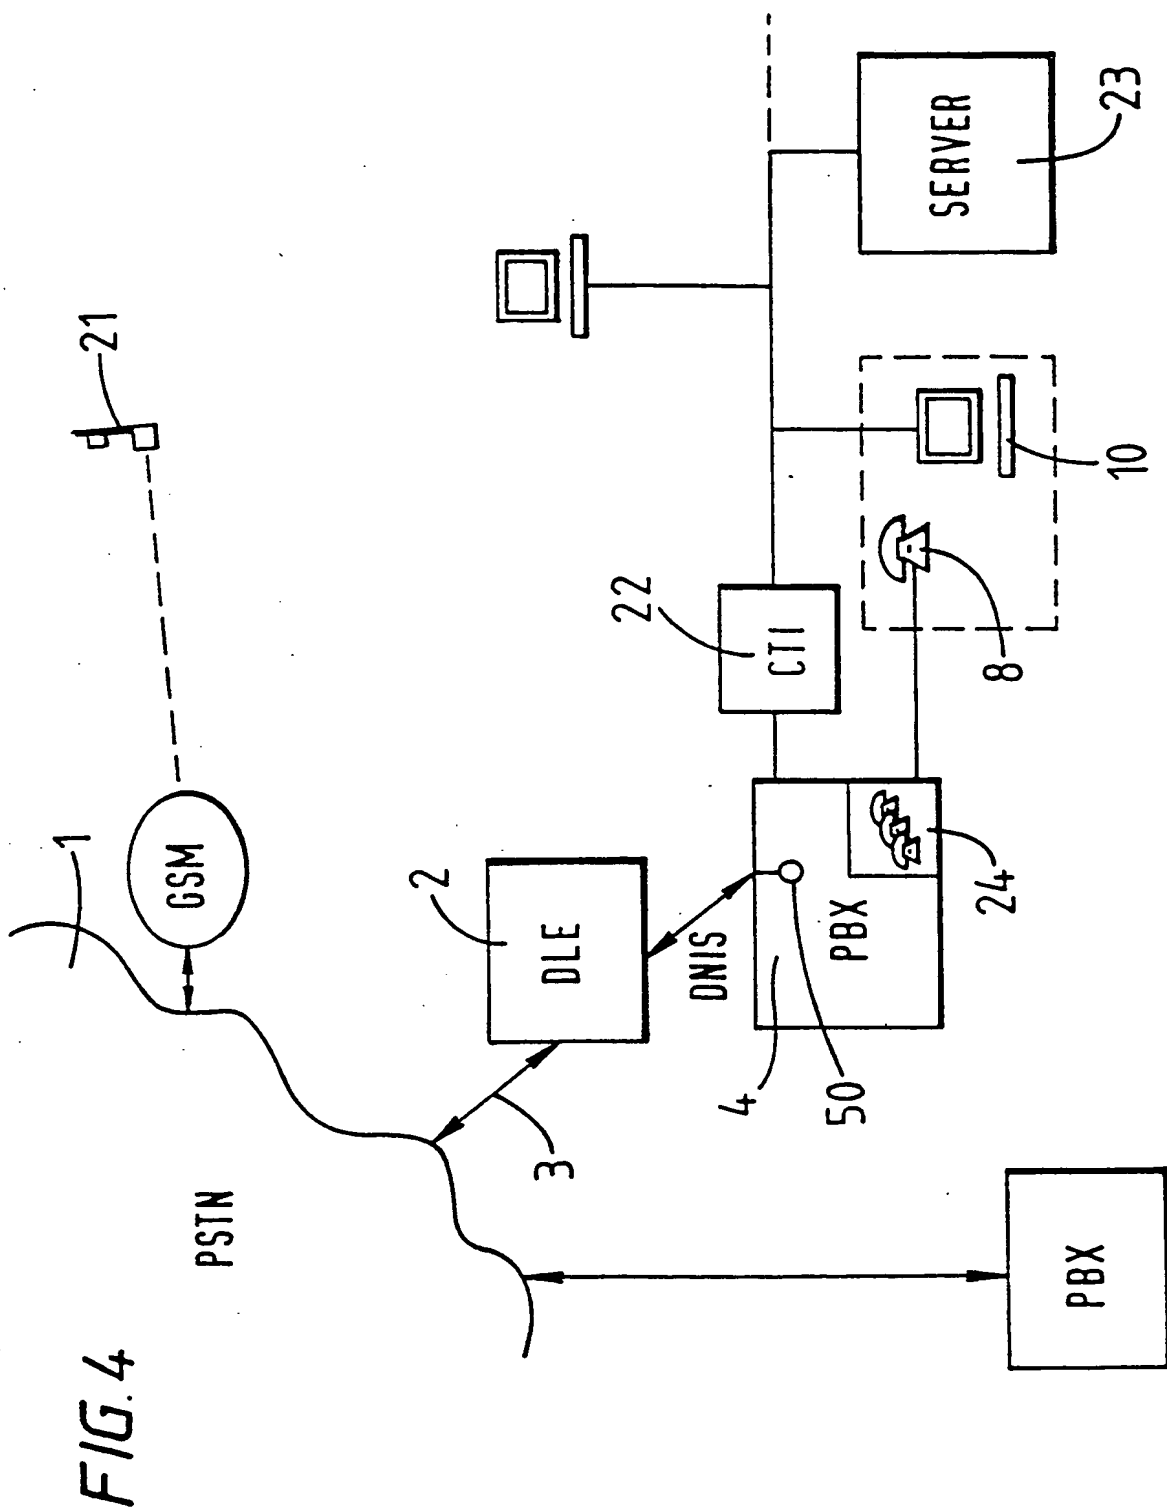 FIG. 4
PSTN
1
GSM
21
3
2
DLE
DNIS
4
50
PBX
24
22
CTI
8
10
SERVER
23
PBX